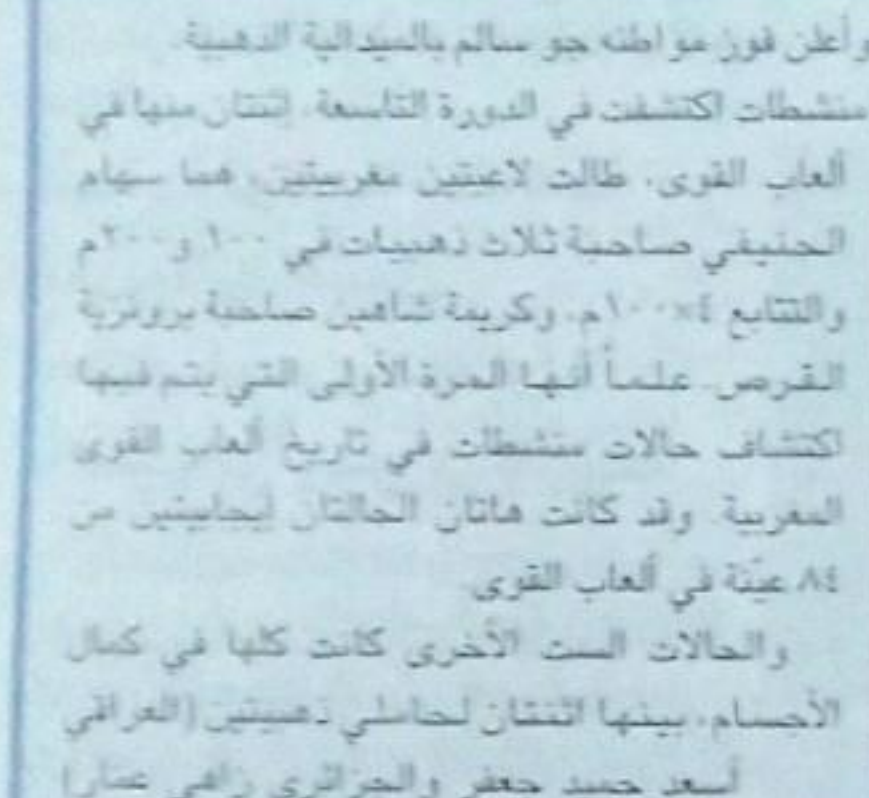 وأعلن فوز مواطنه جو سالم بالميدالية الذهبية.
منشطات اكتشفت في الدورة التاسعة، إثنتان منها في
ألعاب القوى، طالت لاعبتين مغربيتين، هما سهام
الحنيفي صاحبة ثلاث ذهبيات في ١٠٠ و٢٠٠م
والتتابع ٤×١٠٠م، وكريمة شاهين صاحبة برونزية
القرص. علماً أنها المرة الأولى التي يتم فيها
اكتشاف حالات منشطات في تاريخ ألعاب القوى
المغربية. وقد كانت هاتان الحالتان إيجابيتين من
٨٤ عيّنة في ألعاب القوى.
والحالات الست الأخرى كانت كلها في كمال
الأجسام، بينها اثنتان لحاملي ذهبيتين (العراقي
أسعد حميد جعفر والجزائري زاهي عمار)